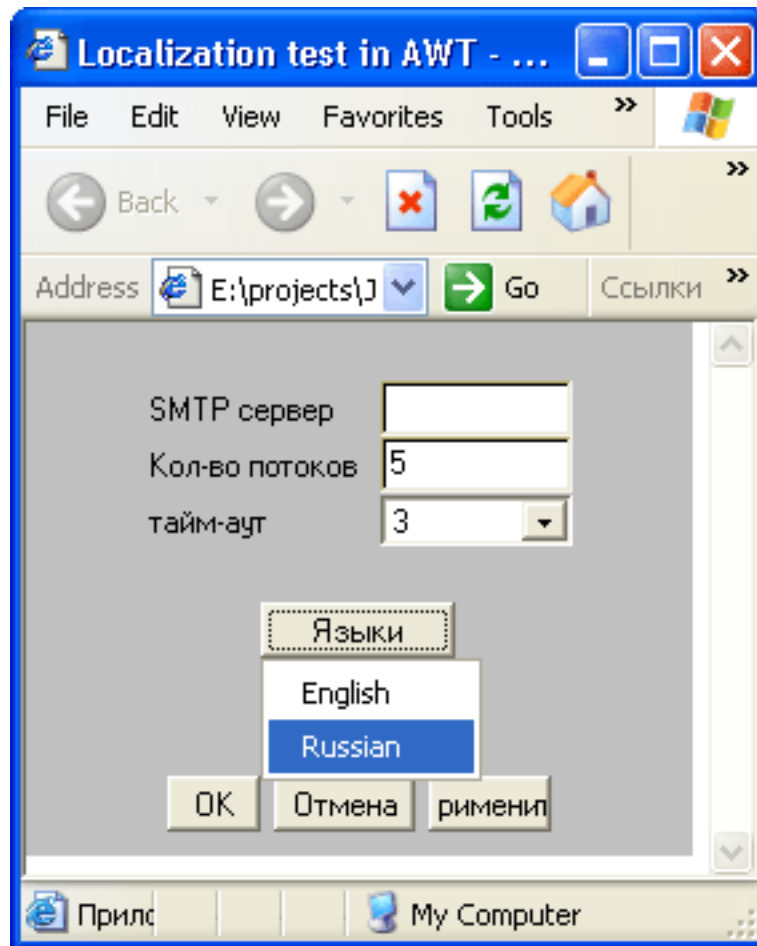 Localization test in AWT - ...
File Edit View Favorites Tools »
Back »
Address E:\projects\J Go Ссылки »
SMTP сервер
Кол-во потоков 5
тайм-аут 3
Языки
English
Russian
OK Отмена рименит
Прилс My Computer